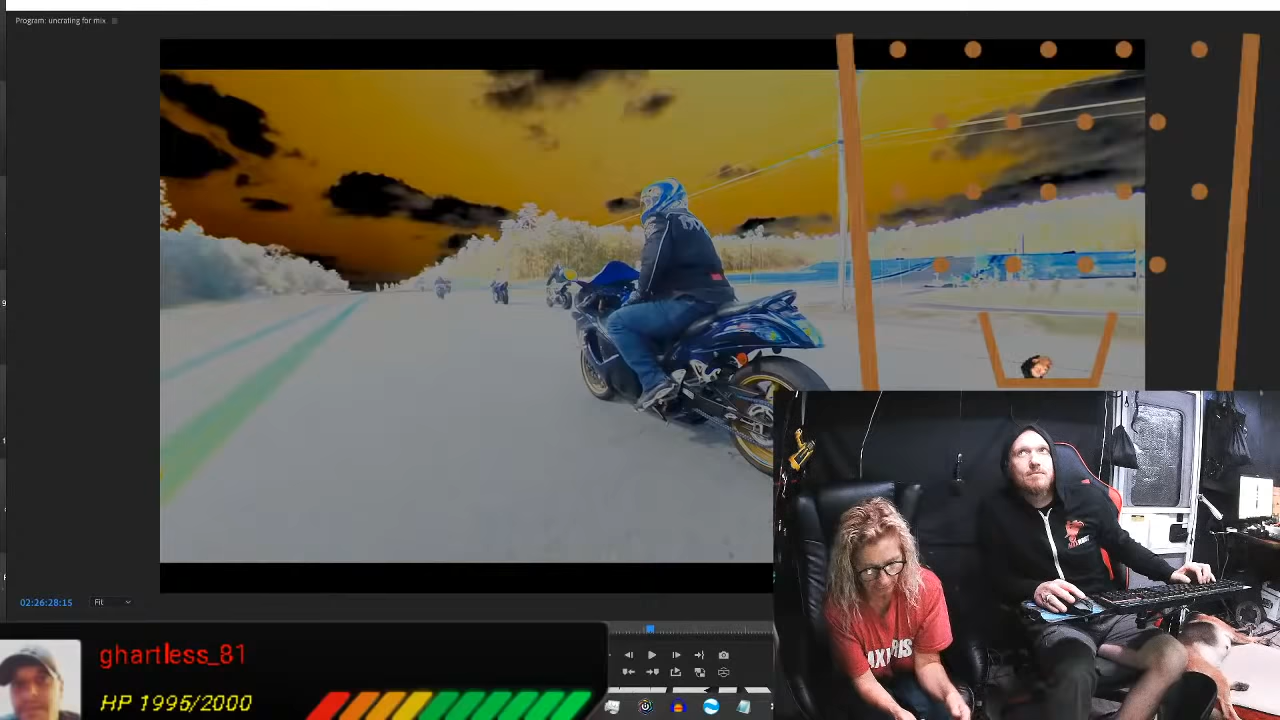 Program: uncrating for mix
02:26:28:15
Fit
ghartless_81
HP 1995/2000